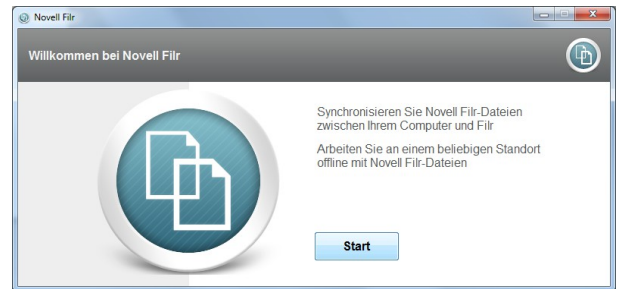 Novell Filr
Willkommen bei Novell Filr
Synchronisieren Sie Novell Filr-Dateien
zwischen Ihrem Computer und Filr
Arbeiten Sie an einem beliebigen Standort
offline mit Novell Filr-Dateien
Start